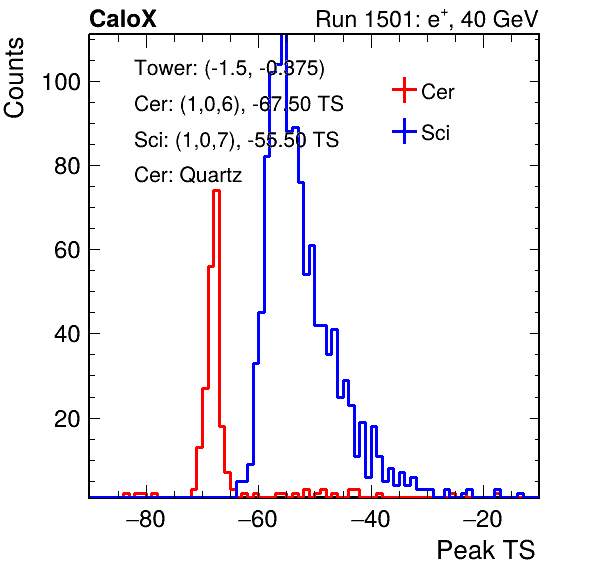 CaloX Run 1501: e⁺, 40 GeV
Counts
Tower: (-1.5, -0.875)
Cer: (1,0,6), -67.50 TS
Sci: (1,0,7), -55.50 TS
Cer: Quartz
Cer
Sci
100
80
60
40
20
−80 −60 −40 −20
Peak TS